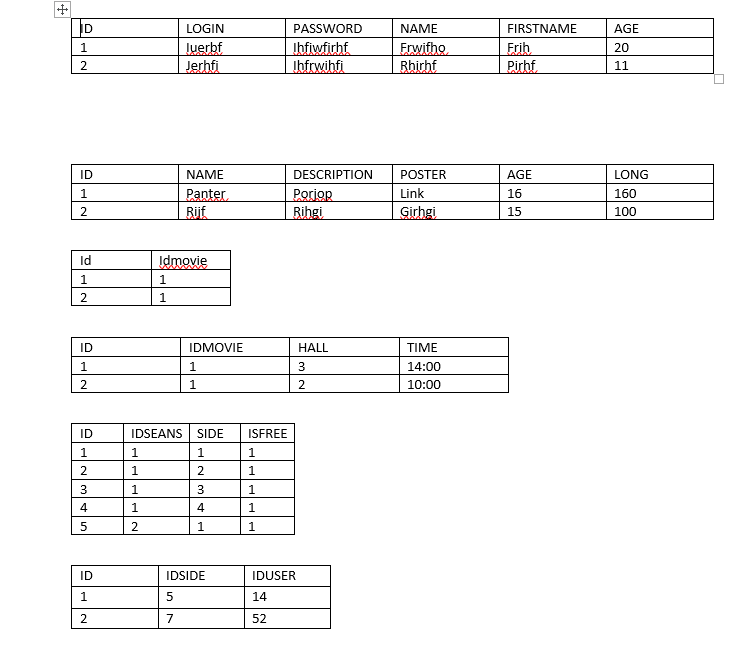 ID LOGIN PASSWORD NAME FIRSTNAME AGE
1 Iuerbf Ihfiwfirhf Frwifho Frih 20
2 Jerhfi Ihfrwihfi Rhirhf Pirhf 11
ID NAME DESCRIPTION POSTER AGE LONG
1 Panter Porjop Link 16 160
2 Rijf Rihgi Girhgi 15 100
Id Idmovie
1 1
2 1
ID IDMOVIE HALL TIME
1 1 3 14:00
2 1 2 10:00
ID IDSEANS SIDE ISFREE
1 1 1 1
2 1 2 1
3 1 3 1
4 1 4 1
5 2 1 1
ID IDSIDE IDUSER
1 5 14
2 7 52